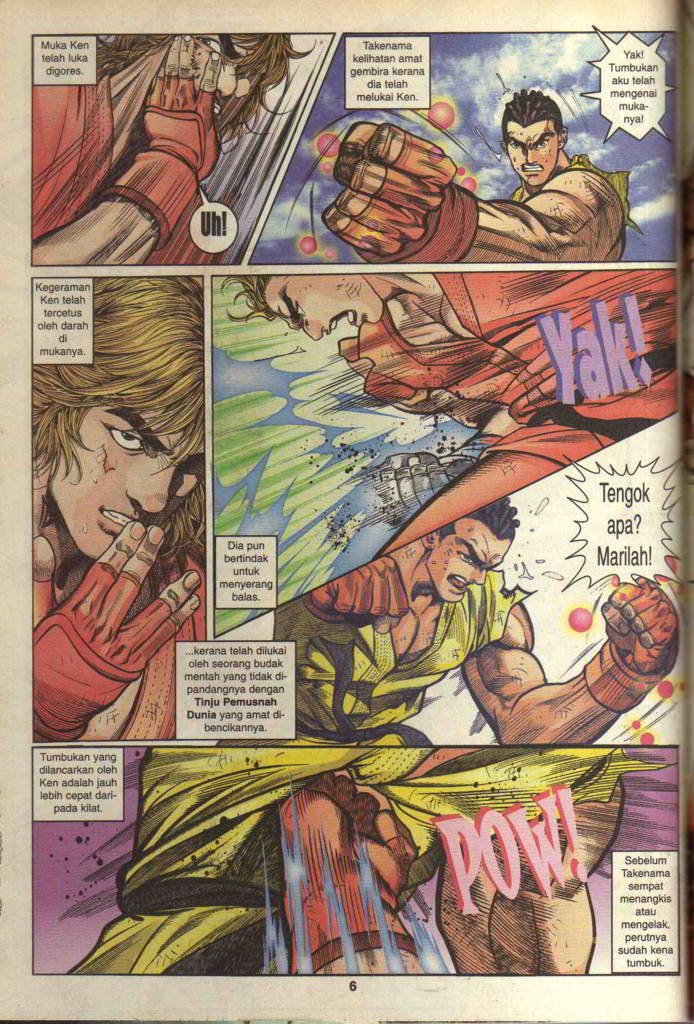 Muka Ken
telah luka
digores.
Uh!
Takenama
kelihatan amat
gembira kerana
dia telah
melukai Ken.
Yak!
Tumbukan
aku telah
mengenai
muka-
nya!
Kegeraman
Ken telah
tercetus
oleh darah
di
mukanya.
Yak!
Dia pun
bertindak
untuk
menyerang
balas.
Tengok
apa?
Marilah!
...kerana telah dilukai
oleh seorang budak
mentah yang tidak di-
pandangnya dengan
Tinju Pemusnah
Dunia yang amat di-
bencikannya.
Tumbukan yang
dilancarkan oleh
Ken adalah jauh
lebih cepat dari-
pada kilat.
POW!
Sebelum
Takenama
sempat
menangkis
atau
mengelak,
perutnya
sudah kena
tumbuk.
6